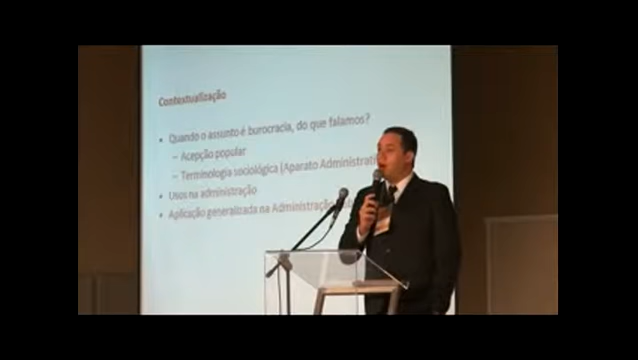 Contextualização
• Quando o assunto é burocracia, do que falamos?
– Acepção popular
– Terminologia sociológica (Aparato Administrati
• Usos na administração
• Aplicação generalizada na Administração